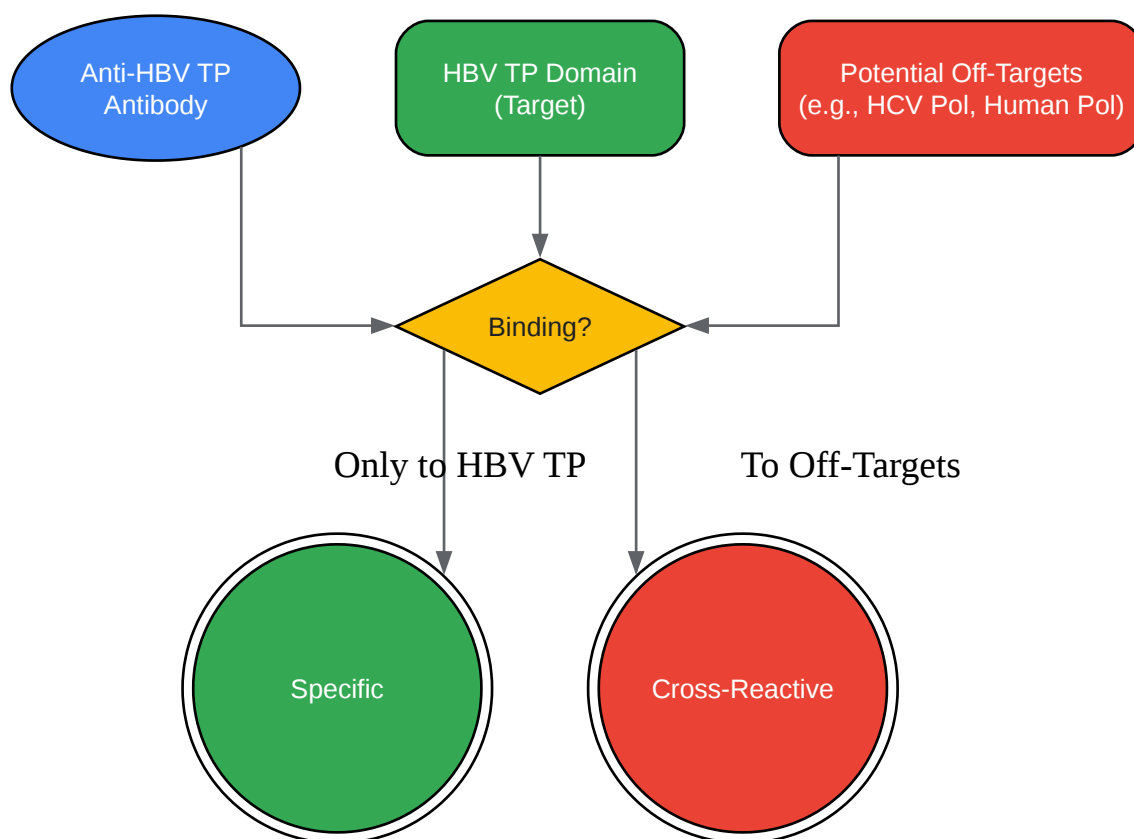 Anti-HBV TP
Antibody
HBV TP Domain
(Target)
Potential Off-Targets
(e.g., HCV Pol, Human Pol)
Binding?
Only to HBV TP
To Off-Targets
Specific
Cross-Reactive